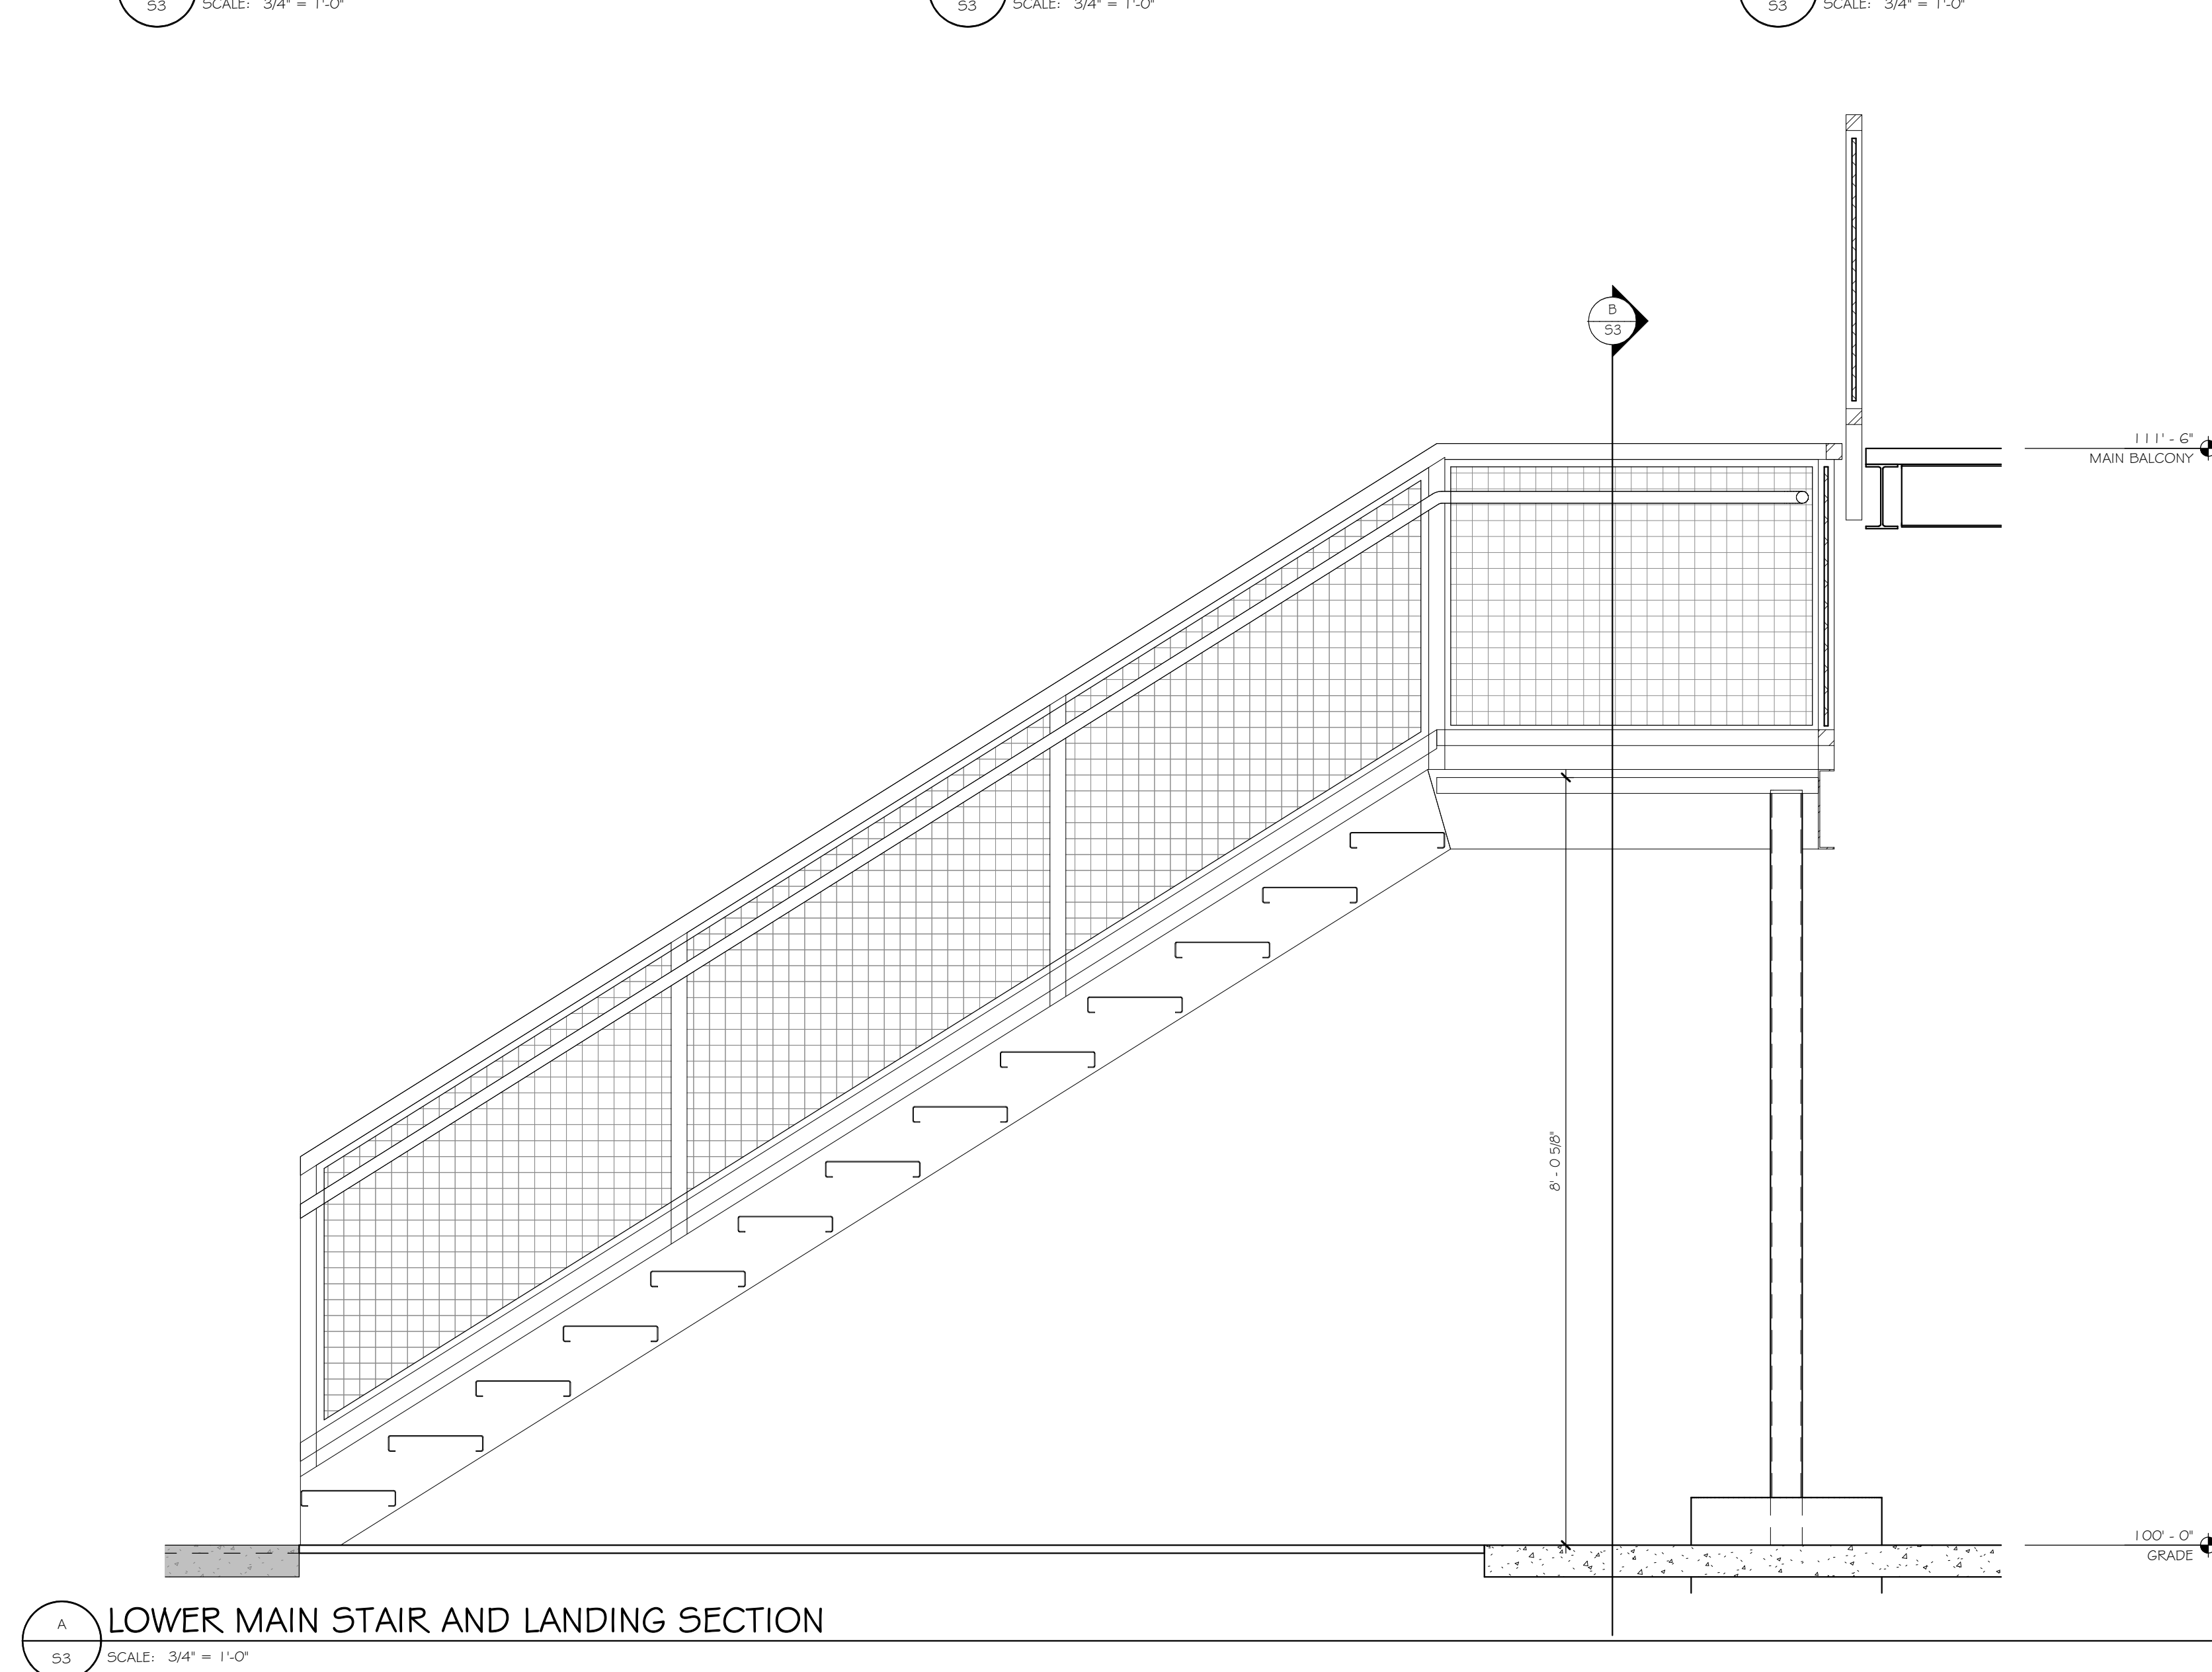 S3 SCALE: 3/4" = 1'-0"
S3 SCALE: 3/4" = 1'-0"
S3 SCALE: 3/4" = 1'-0"
B
S3
111' - 6"
MAIN BALCONY
8' - 0 5/8"
100' - 0"
GRADE
A LOWER MAIN STAIR AND LANDING SECTION
S3 SCALE: 3/4" = 1'-0"